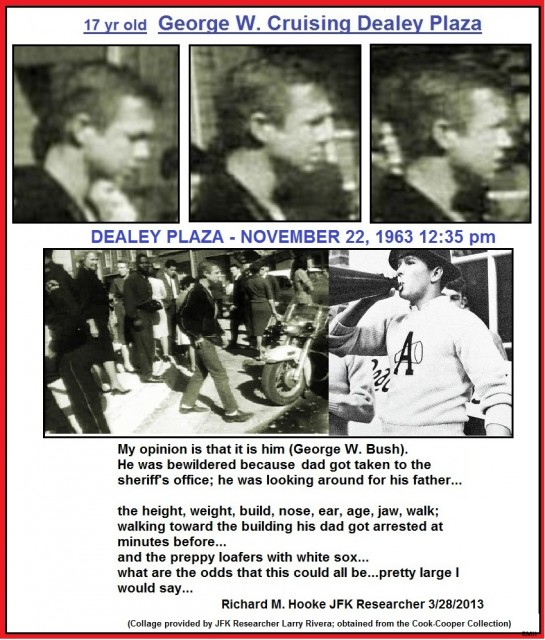 17 yr old George W. Cruising Dealey Plaza
DEALEY PLAZA - NOVEMBER 22, 1963 12:35 pm
A
My opinion is that it is him (George W. Bush).
He was bewildered because dad got taken to the
sheriff's office; he was looking around for his father...
the height, weight, build, nose, ear, age, jaw, walk;
walking toward the building his dad got arrested at
minutes before...
and the preppy loafers with white sox...
what are the odds that this could all be...pretty large I
would say...
Richard M. Hooke JFK Researcher 3/28/2013
(Collage provided by JFK Researcher Larry Rivera; obtained from the Cook-Cooper Collection)